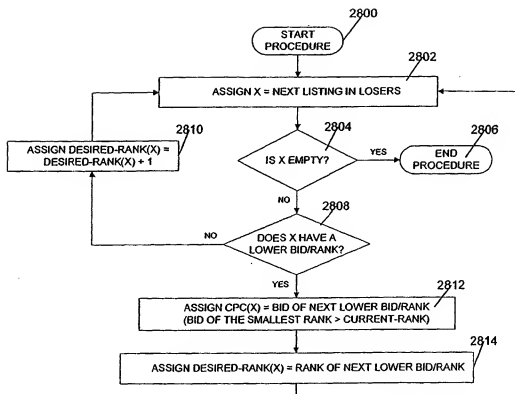 2800
START
PROCEDURE
2802
ASSIGN X = NEXT LISTING IN LOSERS
2810
ASSIGN DESIRED-RANK(X) =
DESIRED-RANK(X) + 1
2804
IS X EMPTY?
YES
2806
END
PROCEDURE
NO
2808
NO
DOES X HAVE A
LOWER BID/RANK?
YES
2812
ASSIGN CPC(X) = BID OF NEXT LOWER BID/RANK
(BID OF THE SMALLEST RANK > CURRENT-RANK)
2814
ASSIGN DESIRED-RANK(X) = RANK OF NEXT LOWER BID/RANK